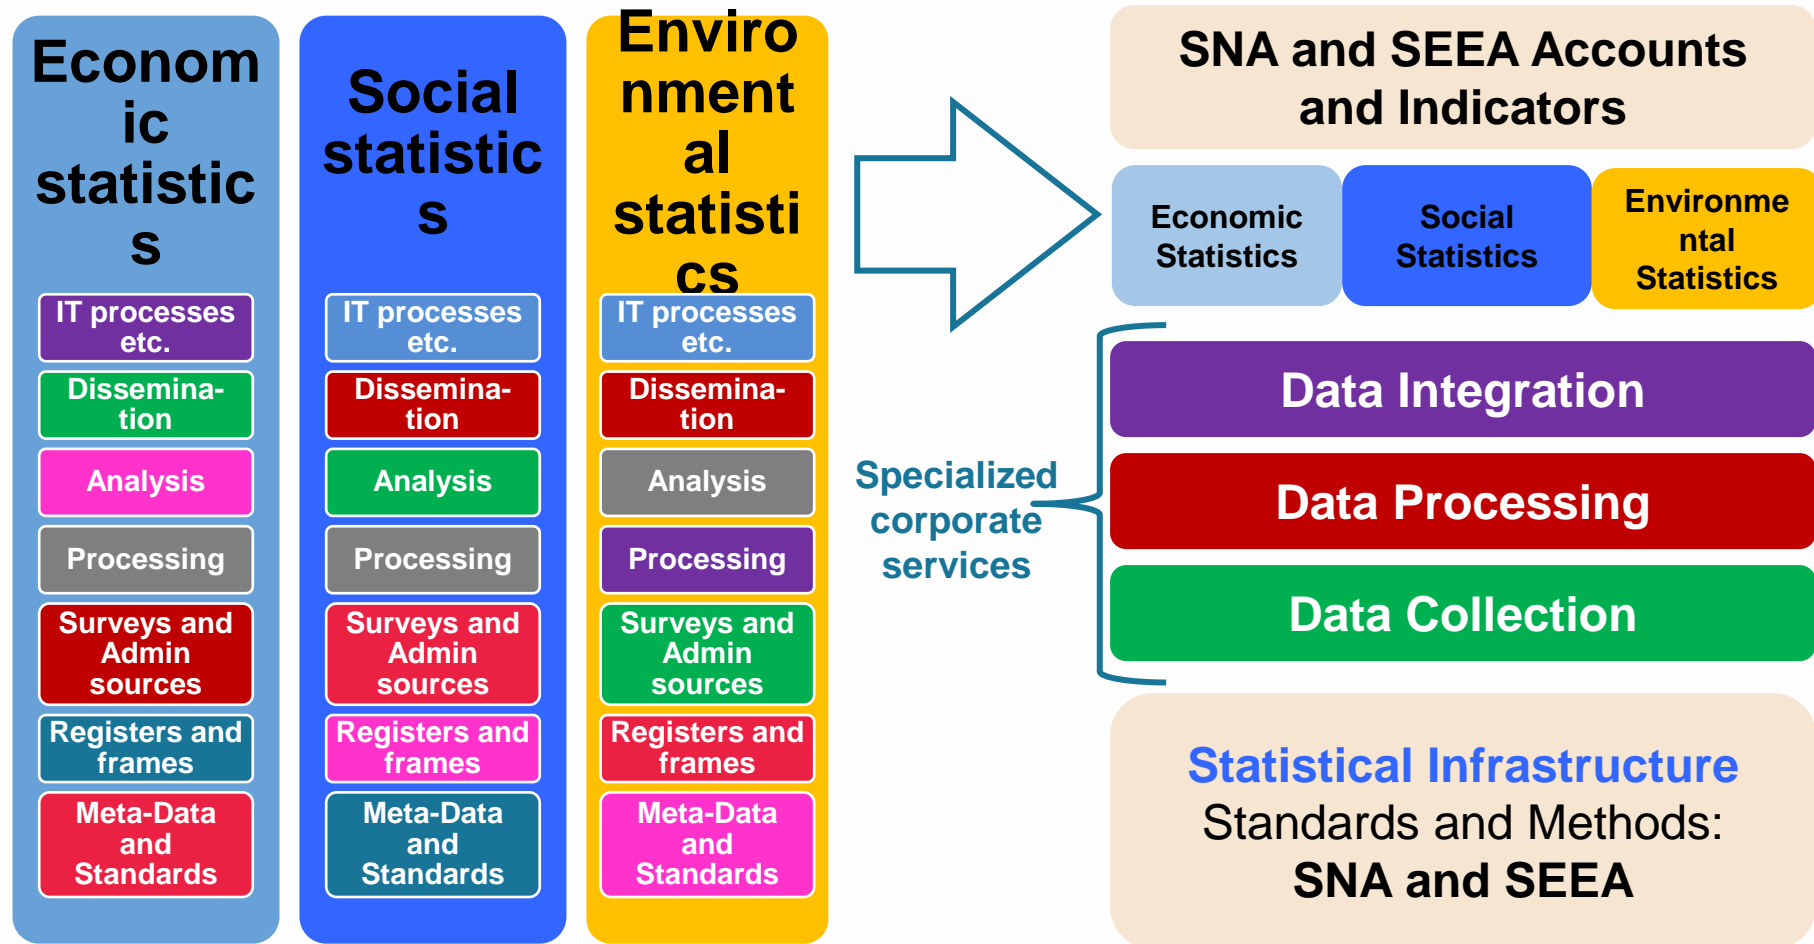 Econom
ic
statistic
s
IT processes
etc.
Dissemina-
tion
Analysis
Processing
Surveys and
Admin
sources
Registers and
frames
Meta-Data
and
Standards
Social
statistic
s
IT processes
etc.
Dissemina-
tion
Analysis
Processing
Surveys and
Admin
sources
Registers and
frames
Meta-Data
and
Standards
Enviro
nment
al
statisti
cs
IT processes
etc.
Dissemina-
tion
Analysis
Processing
Surveys and
Admin
sources
Registers and
frames
Meta-Data
and
Standards
Specialized
corporate
services
SNA and SEEA Accounts
and Indicators
Economic
Statistics
Social
Statistics
Environme
ntal
Statistics
Data Integration
Data Processing
Data Collection
Statistical Infrastructure
Standards and Methods:
SNA and SEEA